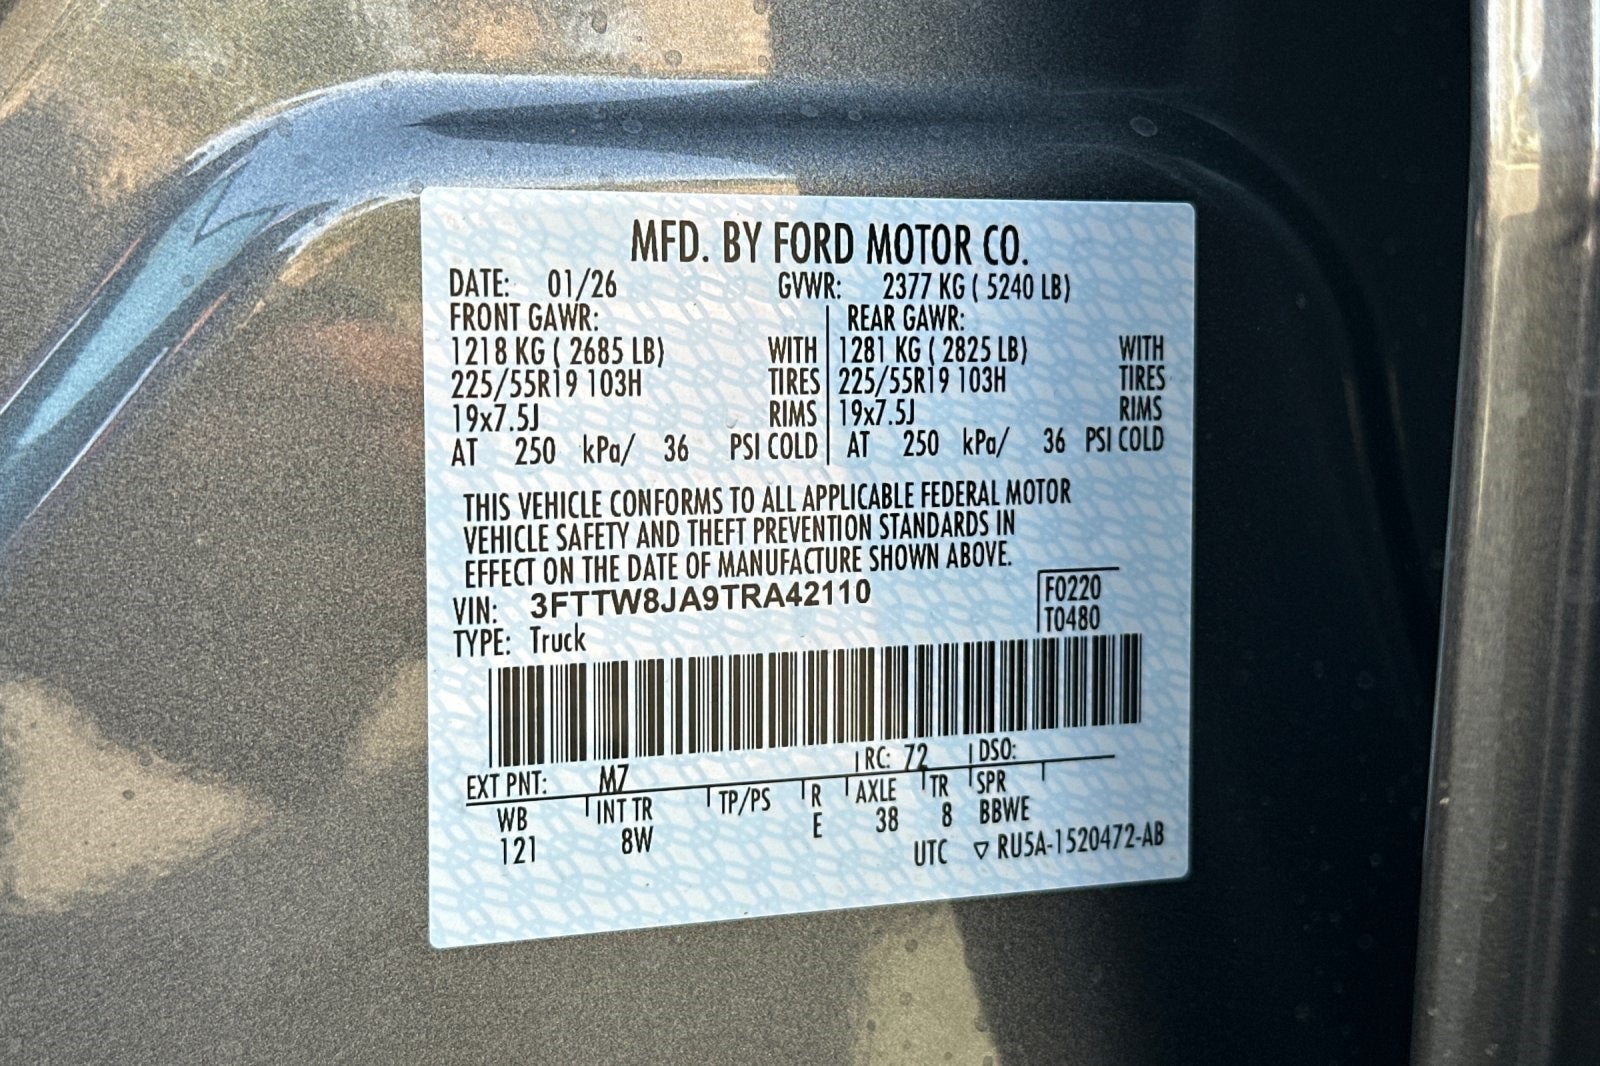 MFD. BY FORD MOTOR CO.
DATE: 01/26 GVWR: 2377 KG ( 5240 LB)
FRONT GAWR: REAR GAWR:
1218 KG ( 2685 LB) WITH 1281 KG ( 2825 LB) WITH
225/55R19 103H TIRES 225/55R19 103H TIRES
19x7.5J RIMS 19x7.5J RIMS
AT 250 kPa/ 36 PSI COLD AT 250 kPa/ 36 PSI COLD
THIS VEHICLE CONFORMS TO ALL APPLICABLE FEDERAL MOTOR
VEHICLE SAFETY AND THEFT PREVENTION STANDARDS IN
EFFECT ON THE DATE OF MANUFACTURE SHOWN ABOVE.
VIN: 3FTTW8JA9TRA42110 F0220
TYPE: Truck T0480
EXT PNT: M7 RC: 72 DSO:
WB INT TR TP/PS R AXLE TR SPR
121 8W E 38 8 BBWE
UTC ▽ RU5A-1520472-AB